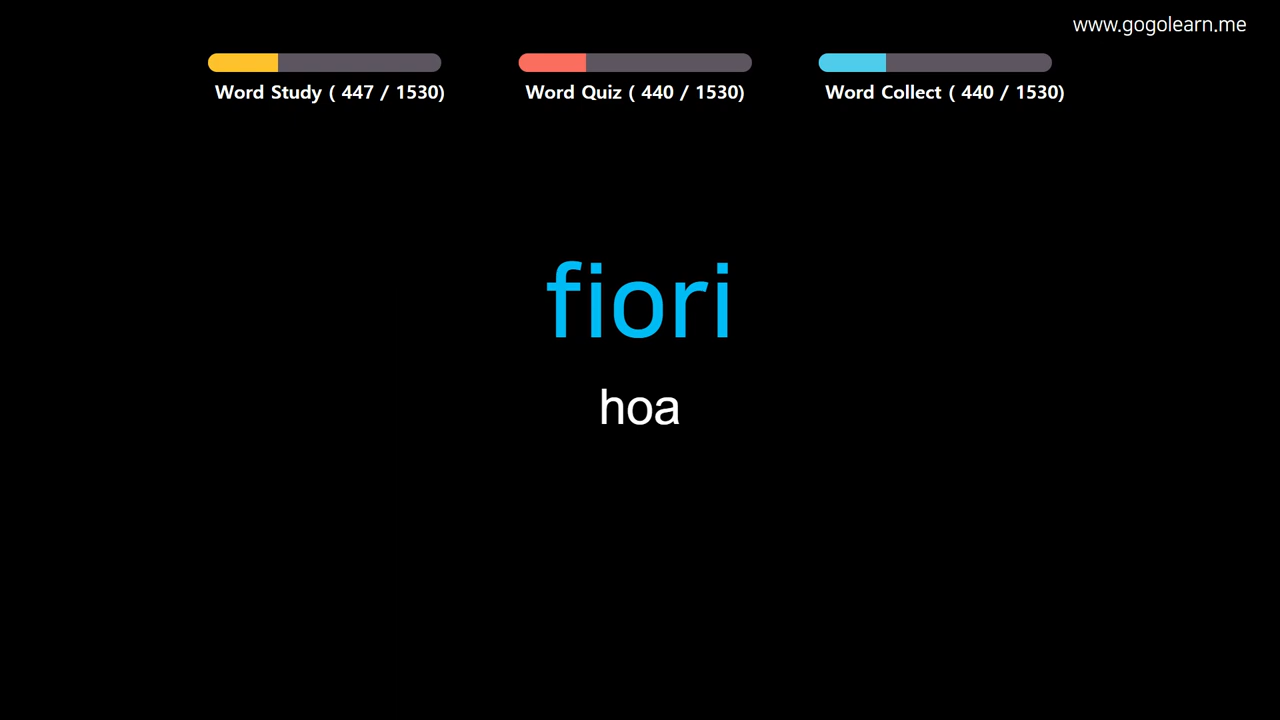 www.gogolearn.me
Word Study ( 447 / 1530)
Word Quiz ( 440 / 1530)
Word Collect ( 440 / 1530)
fiori
hoa